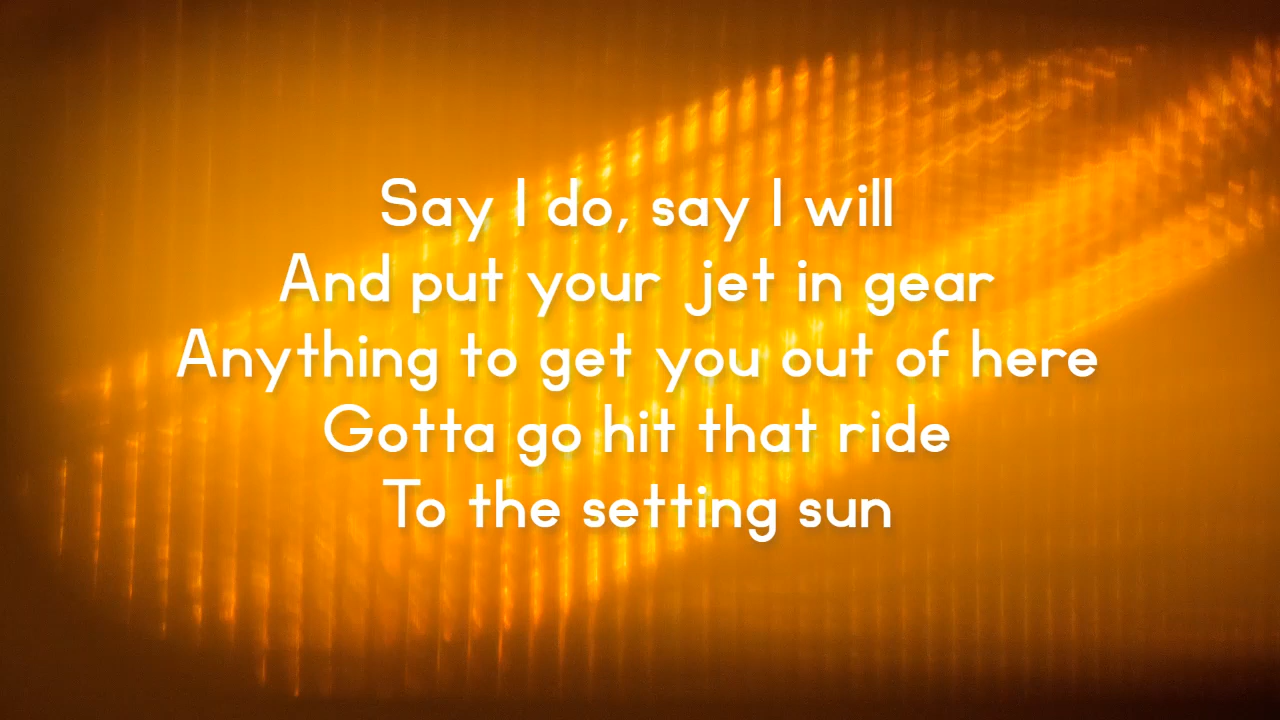 Say I do, say I will
And put your jet in gear
Anything to get you out of here
Gotta go hit that ride
To the setting sun